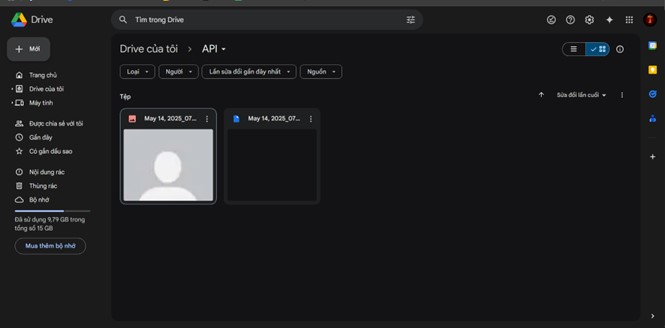 Drive
Tìm trong Drive
Mới
Trang chủ
Drive của tôi
Máy tính
Được chia sẻ với tôi
Gần đây
Có gắn dấu sao
Nội dung rác
Thùng rác
Bộ nhớ
Đã sử dụng 9,79 GB trong
tổng số 15 GB
Mua thêm bộ nhớ
Drive của tôi > API
Loại
Người
Lần sửa đổi gần đây nhất
Nguồn
Tệp
Sửa đổi lần cuối
May 14, 2025_07...
May 14, 2025_07...